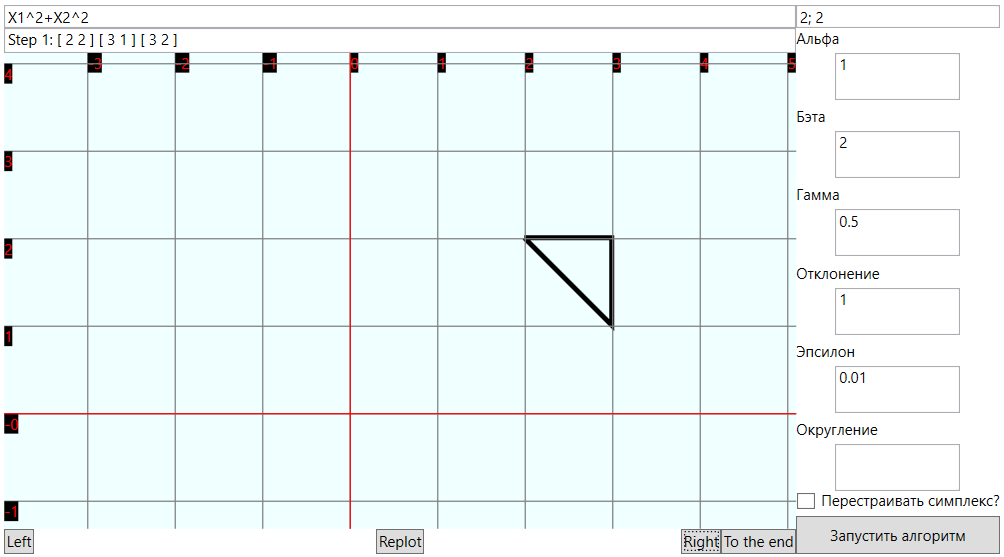 X1^2+X2^2
2; 2
Step 1: [ 2 2 ] [ 3 1 ] [ 3 2 ]
-3 -2 -1 0 1 2 3 4 5
4
3
2
1
-0
-1
Альфа
1
Бэта
2
Гамма
0.5
Отклонение
1
Эпсилон
0.01
Округление
Перестраивать симплекс?
Left
Replot
Right
To the end
Запустить алгоритм